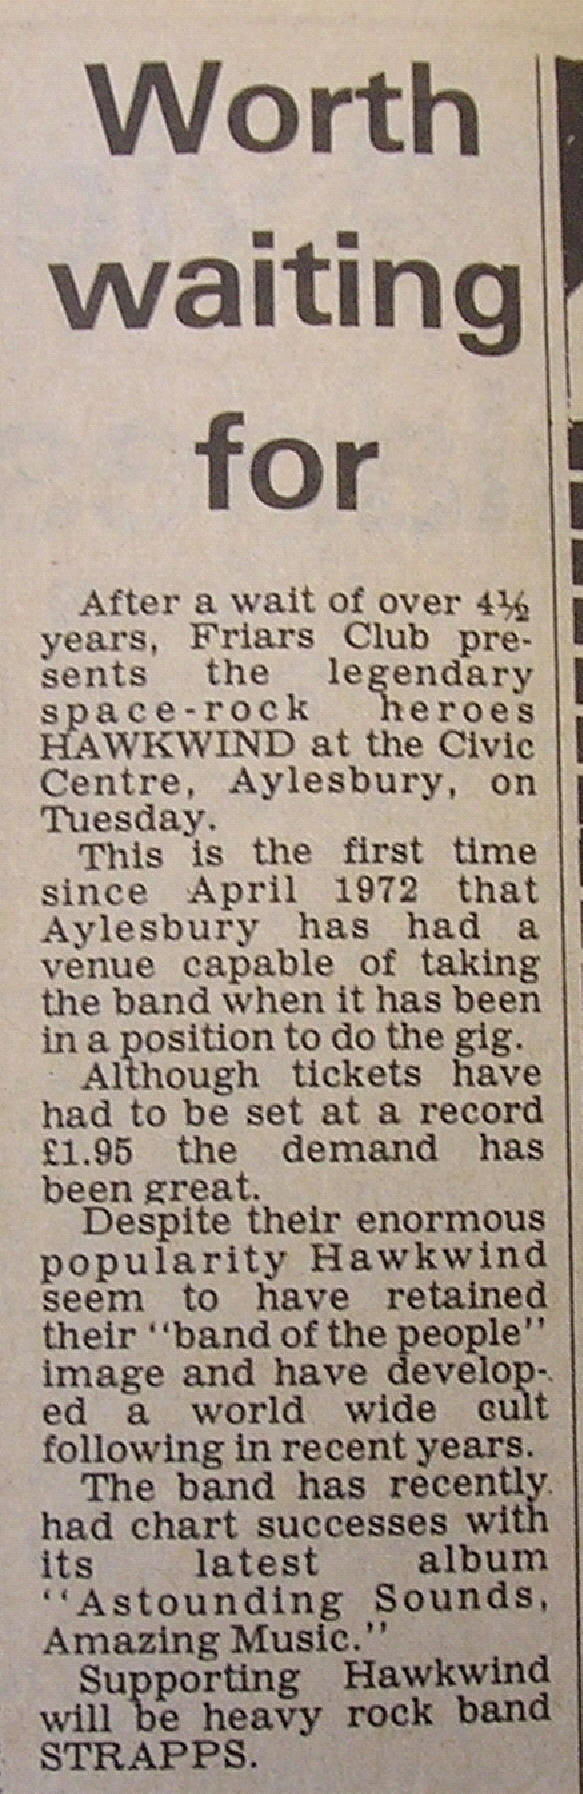 Worth
waiting
for
After a wait of over 4½
years, Friars Club pre-
sents the legendary
space-rock heroes
HAWKWIND at the Civic
Centre, Aylesbury, on
Tuesday.
This is the first time
since April 1972 that
Aylesbury has had a
venue capable of taking
the band when it has been
in a position to do the gig.
Although tickets have
had to be set at a record
£1.95 the demand has
been great.
Despite their enormous
popularity Hawkwind
seem to have retained
their "band of the people"
image and have develop-
ed a world wide cult
following in recent years.
The band has recently
had chart successes with
its latest album
"Astounding Sounds,
Amazing Music."
Supporting Hawkwind
will be heavy rock band
STRAPPS.